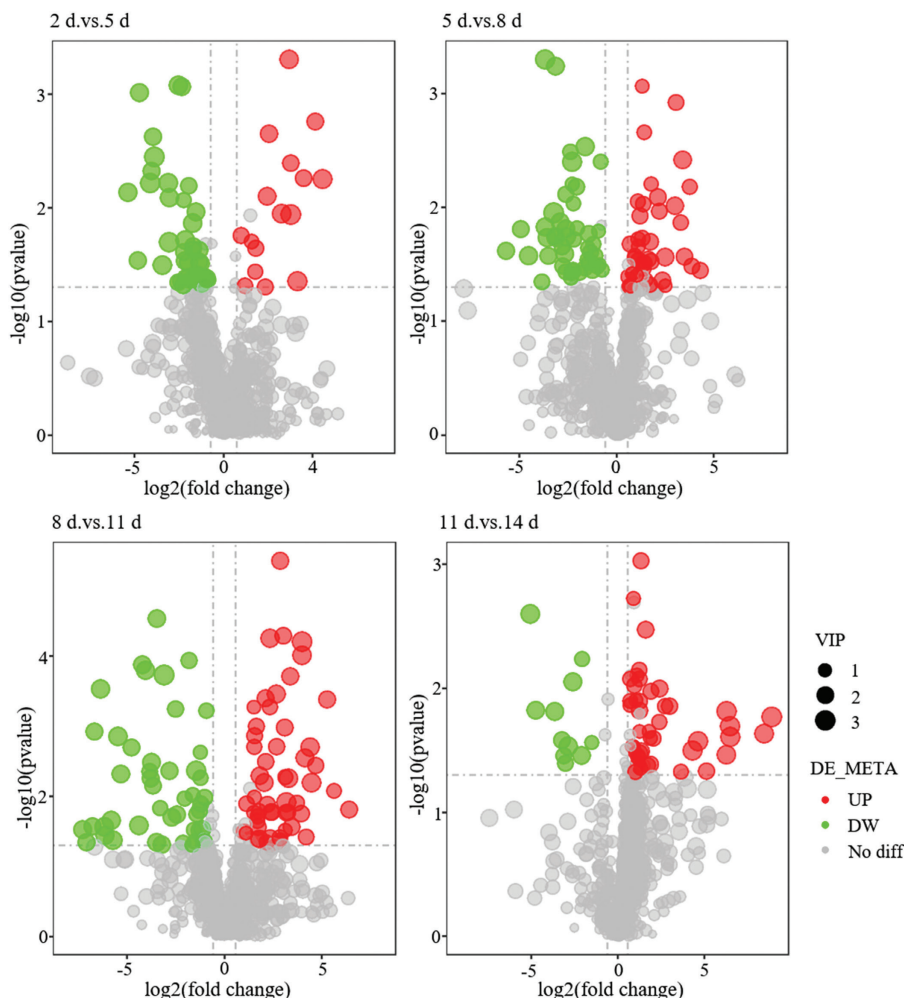 2 d.vs.5 d
5 d.vs.8 d
-log10(pvalue)
3
2
1
0
-5
0
4
log2(fold change)
-log10(pvalue)
3
2
1
0
-5
0
5
log2(fold change)
8 d.vs.11 d
11 d.vs.14 d
-log10(pvalue)
4
2
0
-5
0
5
log2(fold change)
-log10(pvalue)
3
2
1
0
-5
0
5
log2(fold change)
VIP
1
2
3
DE_META
UP
DW
No diff